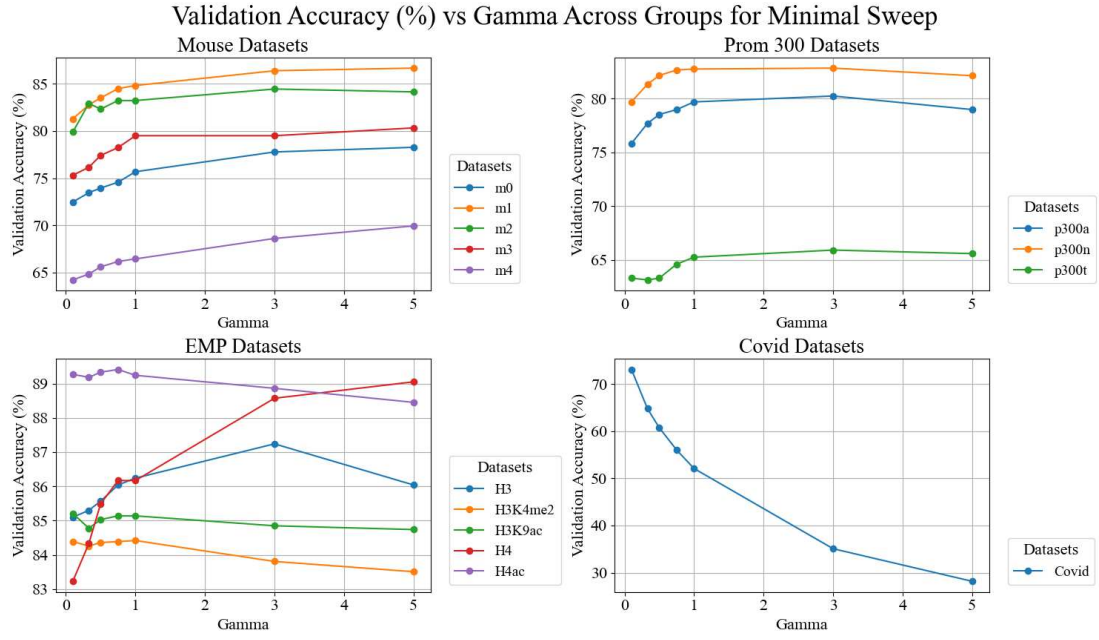 Validation Accuracy (%) vs Gamma Across Groups for Minimal Sweep
Mouse Datasets
Validation Accuracy (%)
85
80
75
70
65
0
1
2
3
4
5
Gamma
Datasets
m0
m1
m2
m3
m4
Prom 300 Datasets
Validation Accuracy (%)
80
75
70
65
0
1
2
3
4
5
Gamma
Datasets
p300a
p300n
p300t
EMP Datasets
Validation Accuracy (%)
89
88
87
86
85
84
83
0
1
2
3
4
5
Gamma
Datasets
H3
H3K4me2
H3K9ac
H4
H4ac
Covid Datasets
Validation Accuracy (%)
70
60
50
40
30
0
1
2
3
4
5
Gamma
Datasets
Covid